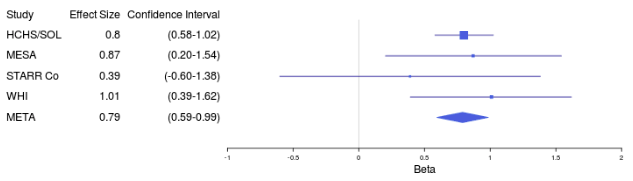 Study Effect Size Confidence Interval
HCHS/SOL 0.8 (0.58-1.02)
MESA 0.87 (0.20-1.54)
STARR Co 0.39 (-0.60-1.38)
WHI 1.01 (0.39-1.62)
META 0.79 (0.59-0.99)
-1 -0.5 0 0.5 1 1.5 2
Beta